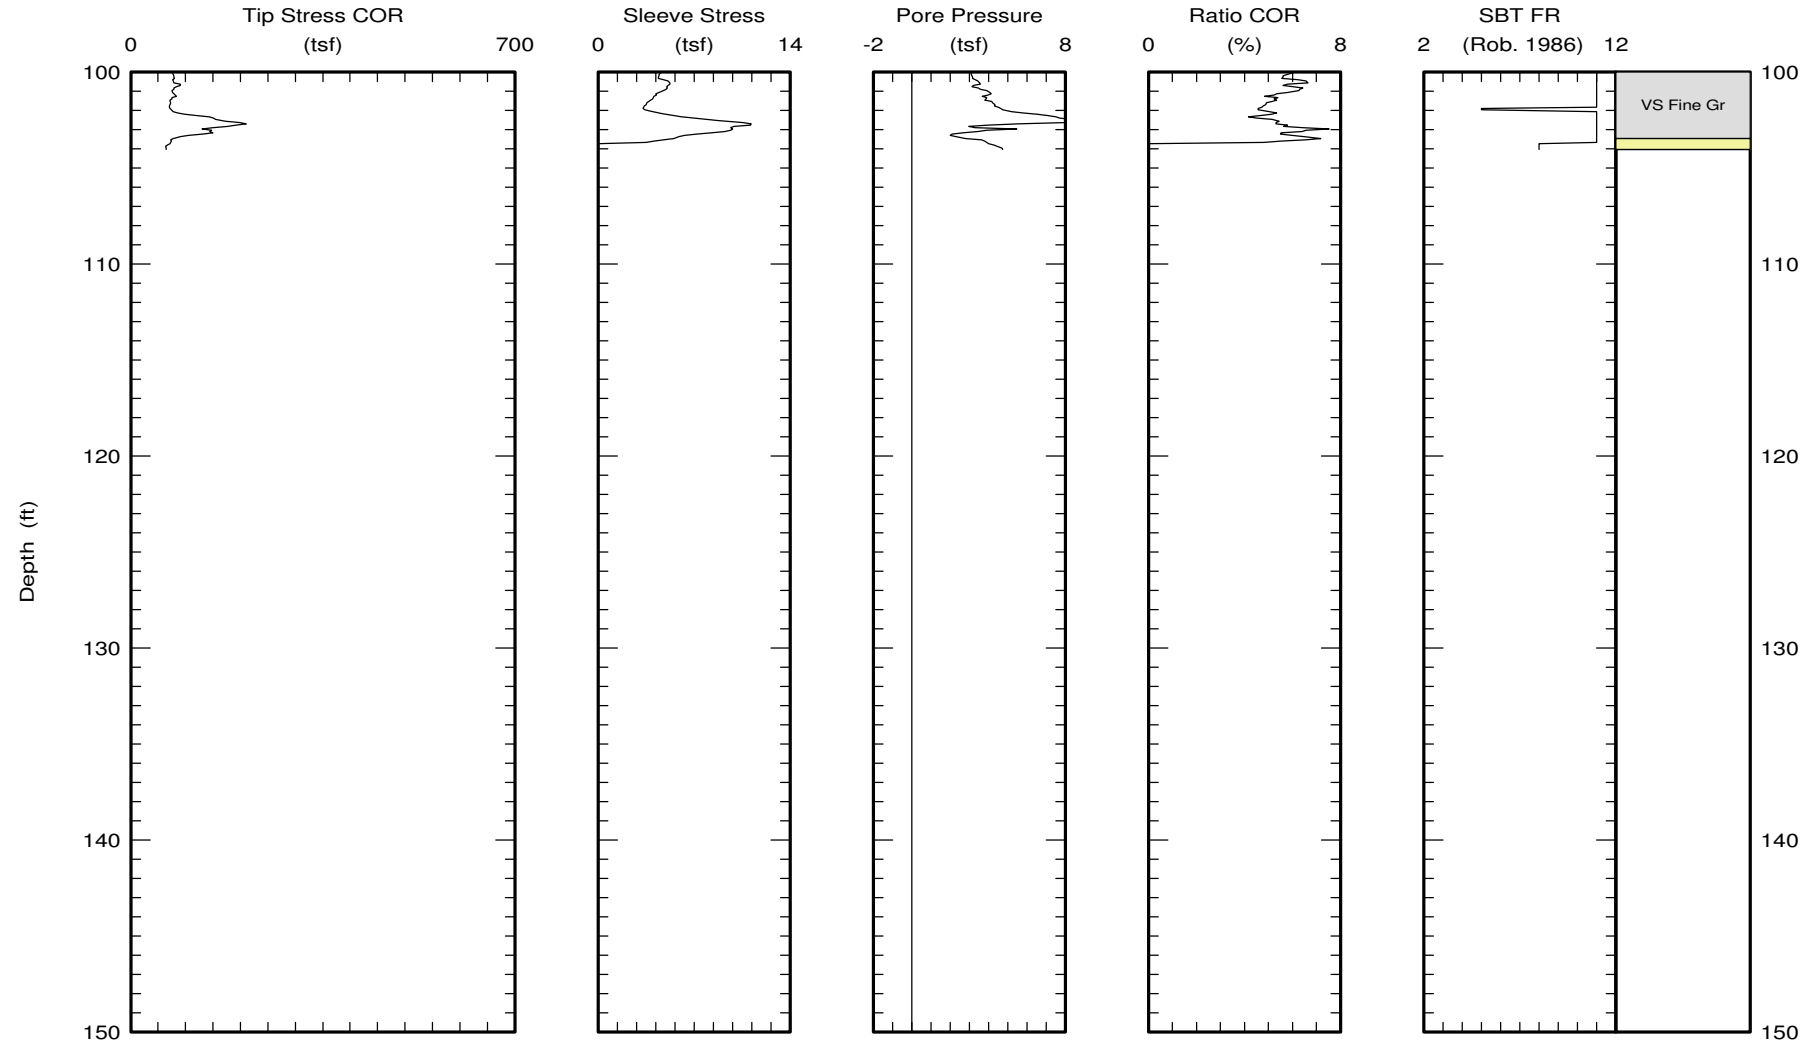 Tip Stress COR Sleeve Stress Pore Pressure Ratio COR SBT FR
0 (tsf) 700 0 (tsf) 14 -2 (tsf) 8 0 (%) 8 2 (Rob. 1986) 12
100 100
VS Fine Gr
110 110
120 120
Depth (ft)
130 130
140 140
150 150